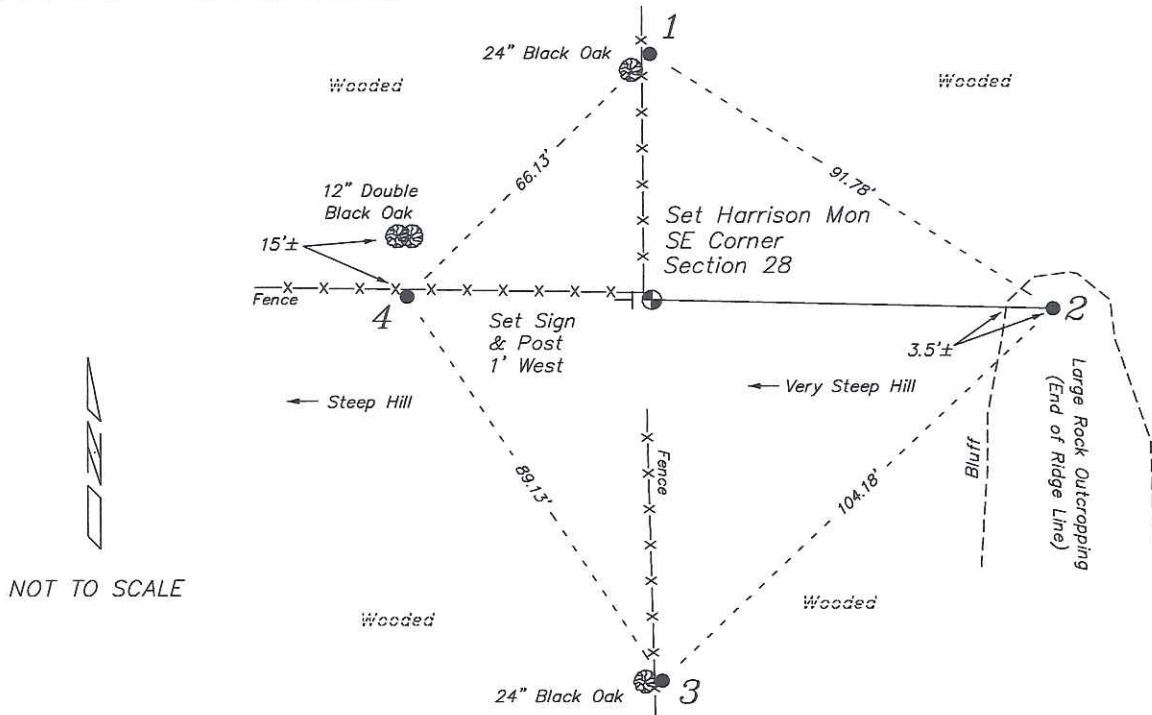 1
24" Black Oak
Wooded
Wooded
66.13'
91.78'
12" Double
Black Oak
15'±
Set Harrison Mon
SE Corner
Section 28
Fence
4
2
Set Sign
& Post
1' West
3.5'±
Steep Hill
Very Steep Hill
Large Rock Outcropping
(End of Ridge Line)
Bluff
Fence
89.13'
104.18'
N
NOT TO SCALE
Wooded
Wooded
24" Black Oak
3